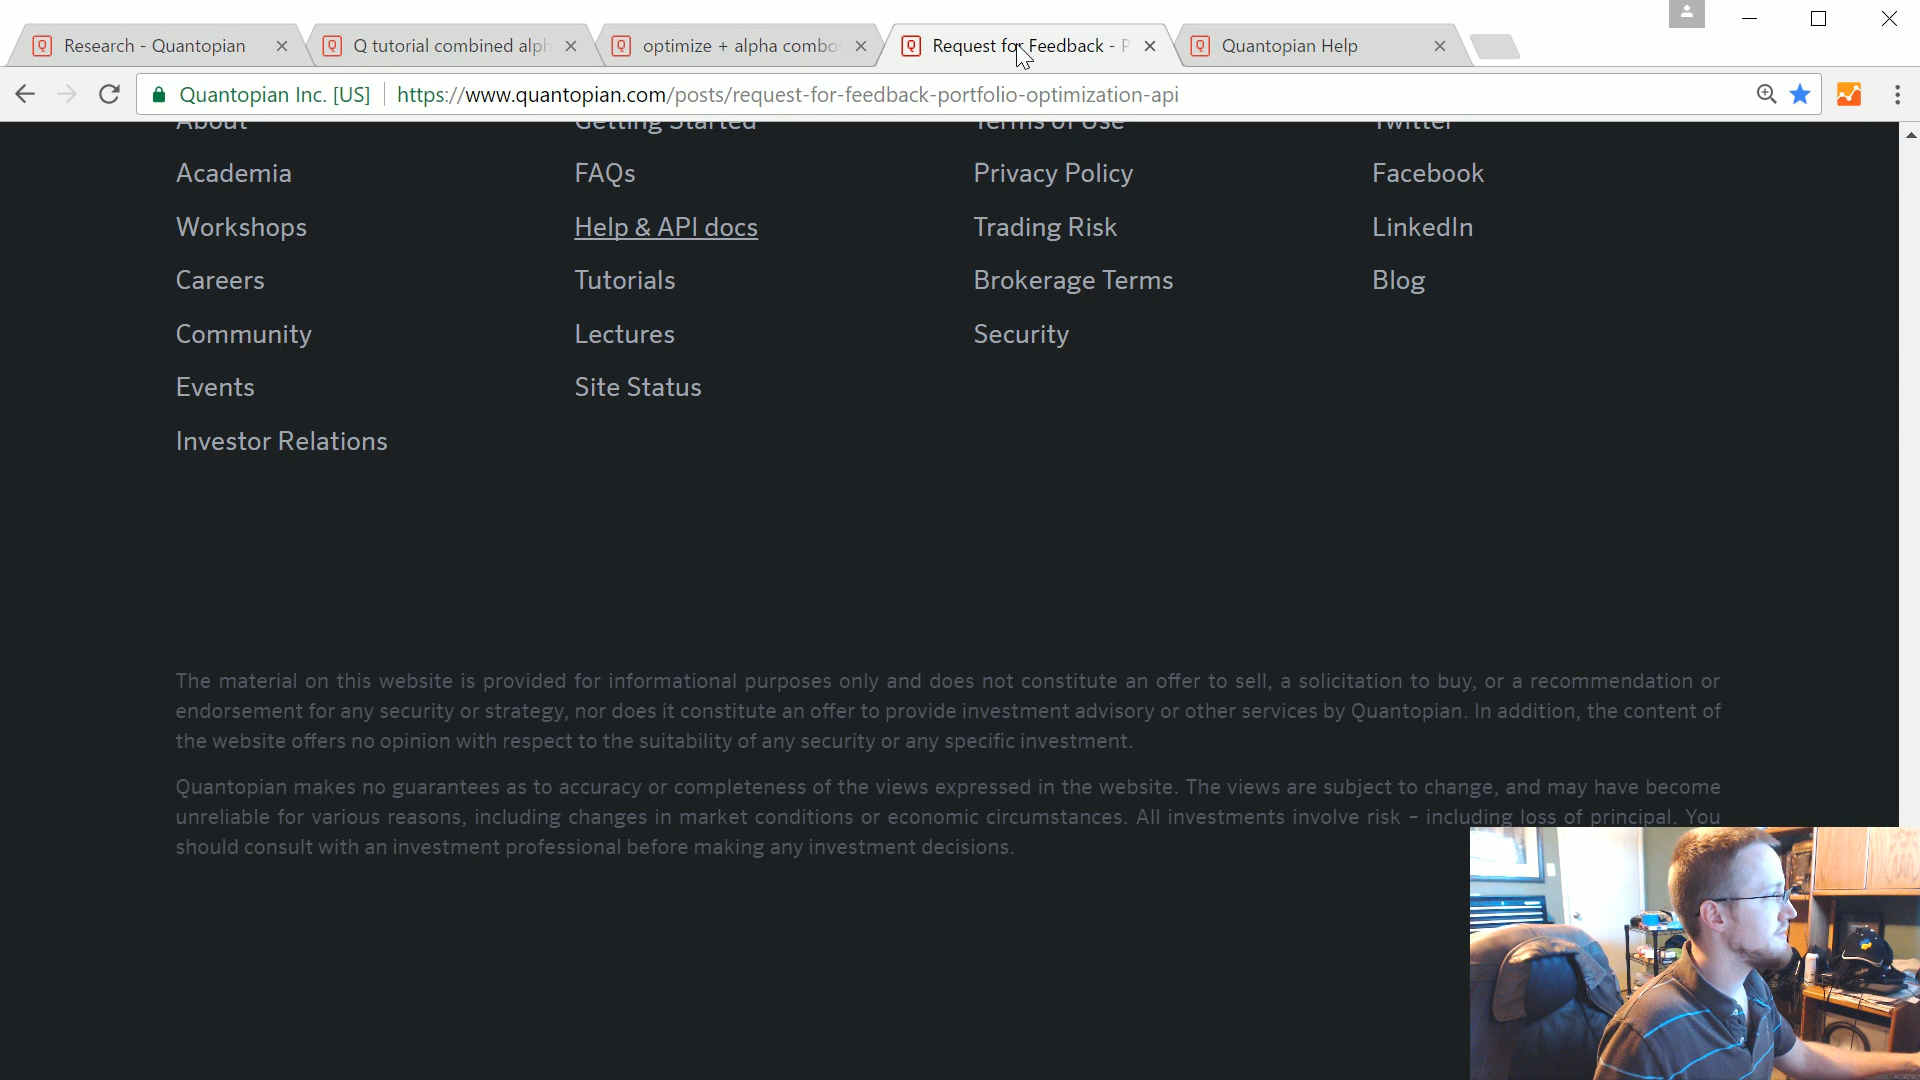 Research - Quantopian
Q tutorial combined alph
optimize + alpha combo
Request for Feedback - P
Quantopian Help
Quantopian Inc. [US]
https://www.quantopian.com/posts/request-for-feedback-portfolio-optimization-api
About
Getting Started
Terms of Use
Twitter
Academia
FAQs
Privacy Policy
Facebook
Workshops
Help & API docs
Trading Risk
LinkedIn
Careers
Tutorials
Brokerage Terms
Blog
Community
Lectures
Security
Events
Site Status
Investor Relations
The material on this website is provided for informational purposes only and does not constitute an offer to sell, a solicitation to buy, or a recommendation or
endorsement for any security or strategy, nor does it constitute an offer to provide investment advisory or other services by Quantopian. In addition, the content of
the website offers no opinion with respect to the suitability of any security or any specific investment.
Quantopian makes no guarantees as to accuracy or completeness of the views expressed in the website. The views are subject to change, and may have become
unreliable for various reasons, including changes in market conditions or economic circumstances. All investments involve risk – including loss of principal. You
should consult with an investment professional before making any investment decisions.